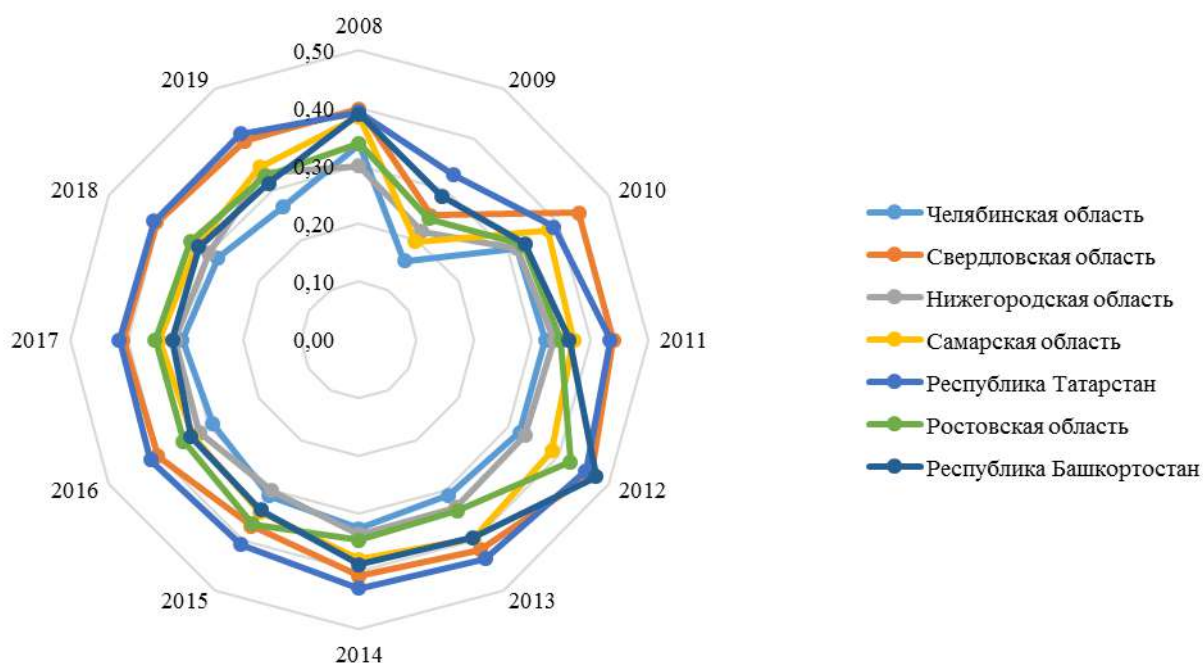 2008
0,50
2019
2009
0,40
0,30
2018
2010
0,20
0,10
2017
0,00
2011
2016
2012
2015
2013
2014
Челябинская область
Свердловская область
Нижегородская область
Самарская область
Республика Татарстан
Ростовская область
Республика Башкортостан